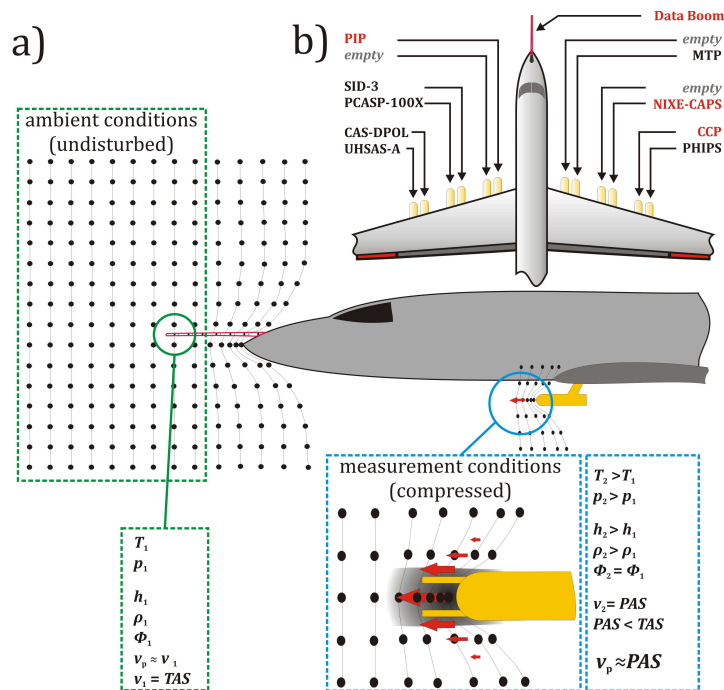 a)
b)
Data Boom
PIP
empty
empty
MTP
SID-3
PCASP-100X
empty
NIXE-CAPS
CAS-DPOL
UHSAS-A
CCP
PHIPS
ambient conditions
(undisturbed)
measurement conditions
(compressed)
T₁
p₁
h₁
ρ₁
Φ₁
vₚ ≈ v₁
v₁ = TAS
T₂ > T₁
p₂ > p₁
h₂ > h₁
ρ₂ > ρ₁
Φ₂ = Φ₁
v₂ = PAS
PAS < TAS
vₚ ≈ PAS